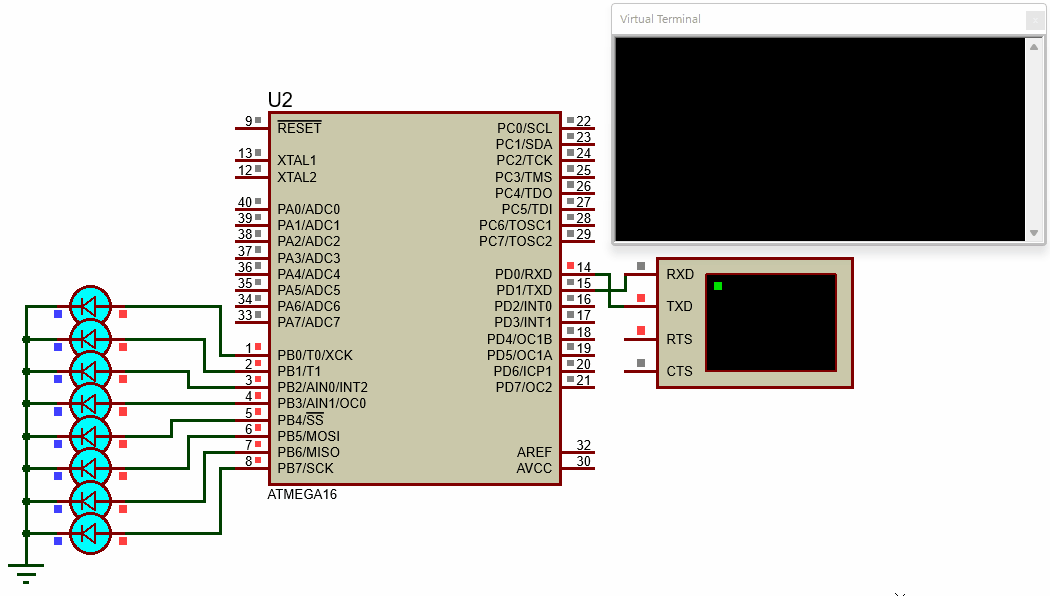 Virtual Terminal
U2
9 RESET
13 XTAL1
12 XTAL2
40 PA0/ADC0
39 PA1/ADC1
38 PA2/ADC2
37 PA3/ADC3
36 PA4/ADC4
35 PA5/ADC5
34 PA6/ADC6
33 PA7/ADC7
1 PB0/T0/XCK
2 PB1/T1
3 PB2/AIN0/INT2
4 PB3/AIN1/OC0
5 PB4/SS
6 PB5/MOSI
7 PB6/MISO
8 PB7/SCK
PC0/SCL 22
PC1/SDA 23
PC2/TCK 24
PC3/TMS 25
PC4/TDO 26
PC5/TDI 27
PC6/TOSC1 28
PC7/TOSC2 29
PD0/RXD 14
PD1/TXD 15
PD2/INT0 16
PD3/INT1 17
PD4/OC1B 18
PD5/OC1A 19
PD6/ICP1 20
PD7/OC2 21
AREF 32
AVCC 30
ATMEGA16
RXD
TXD
RTS
CTS